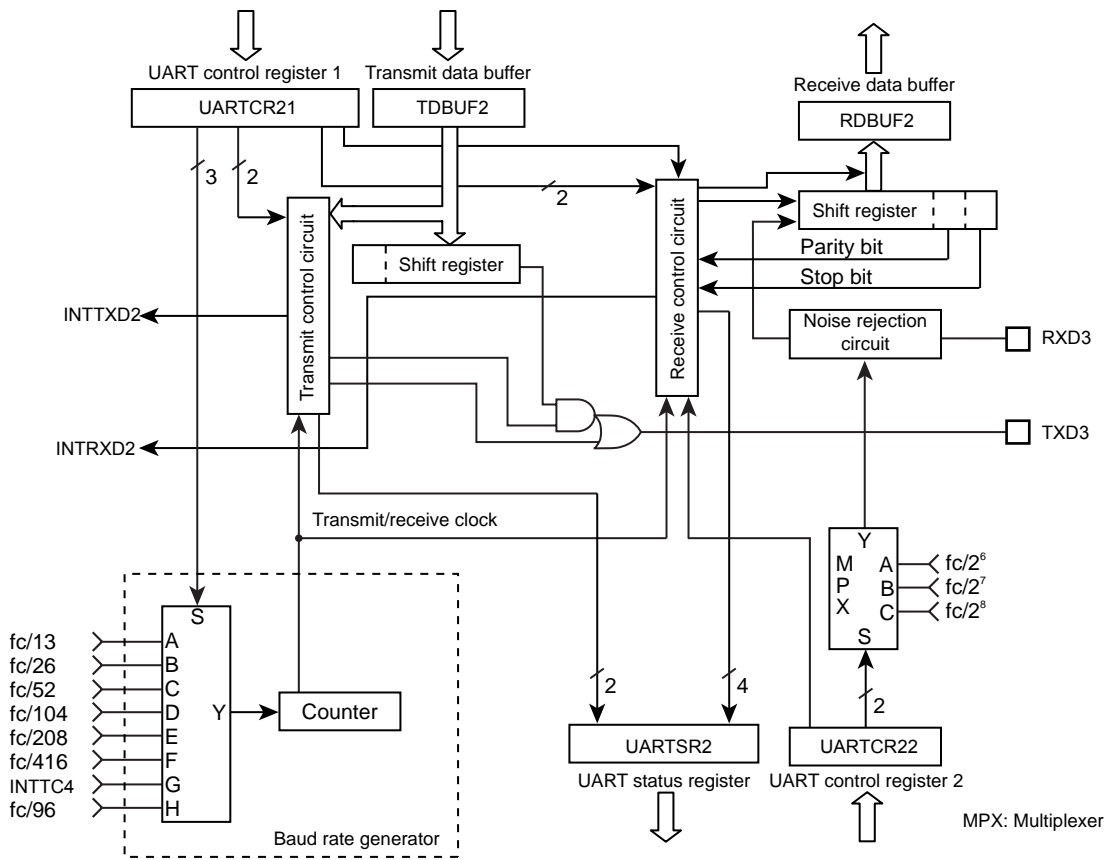 UART control register 1
Transmit data buffer
Receive data buffer
UARTCR21
TDBUF2
RDBUF2
3
2
2
Transmit control circuit
Receive control circuit
Shift register
Shift register
Parity bit
Stop bit
INTTXD2
Noise rejection
circuit
RXD3
INTRXD2
TXD3
Transmit/receive clock
Y
M
P
X
A
B
C
S
fc/2⁶
fc/2⁷
fc/2⁸
S
fc/13
A
fc/26
B
fc/52
C
fc/104
D
Y
Counter
fc/208
E
fc/416
F
INTTC4
G
fc/96
H
2
4
2
UARTSR2
UARTCR22
UART status register
UART control register 2
Baud rate generator
MPX: Multiplexer